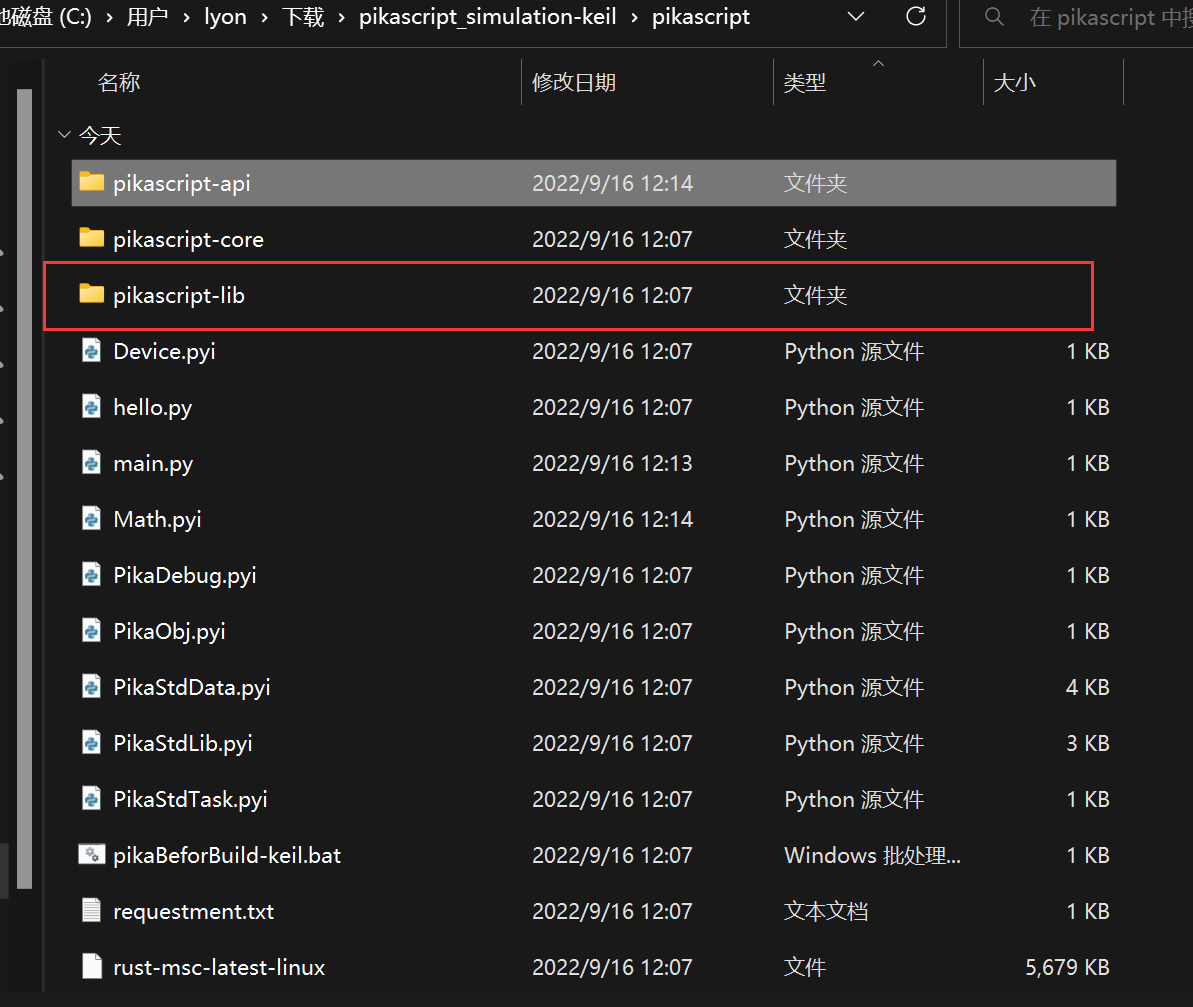 地磁盘 (C:) › 用户 › lyon › 下载 › pikascript_simulation-keil › pikascript 在 pikascript 中
名称 修改日期 类型 大小
今天
pikascript-api 2022/9/16 12:14 文件夹
pikascript-core 2022/9/16 12:07 文件夹
pikascript-lib 2022/9/16 12:07 文件夹
Device.pyi 2022/9/16 12:07 Python 源文件 1 KB
hello.py 2022/9/16 12:07 Python 源文件 1 KB
main.py 2022/9/16 12:13 Python 源文件 1 KB
Math.pyi 2022/9/16 12:14 Python 源文件 1 KB
PikaDebug.pyi 2022/9/16 12:07 Python 源文件 1 KB
PikaObj.pyi 2022/9/16 12:07 Python 源文件 1 KB
PikaStdData.pyi 2022/9/16 12:07 Python 源文件 4 KB
PikaStdLib.pyi 2022/9/16 12:07 Python 源文件 3 KB
PikaStdTask.pyi 2022/9/16 12:07 Python 源文件 1 KB
pikaBeforBuild-keil.bat 2022/9/16 12:07 Windows 批处理... 1 KB
requestment.txt 2022/9/16 12:07 文本文档 1 KB
rust-msc-latest-linux 2022/9/16 12:07 文件 5,679 KB